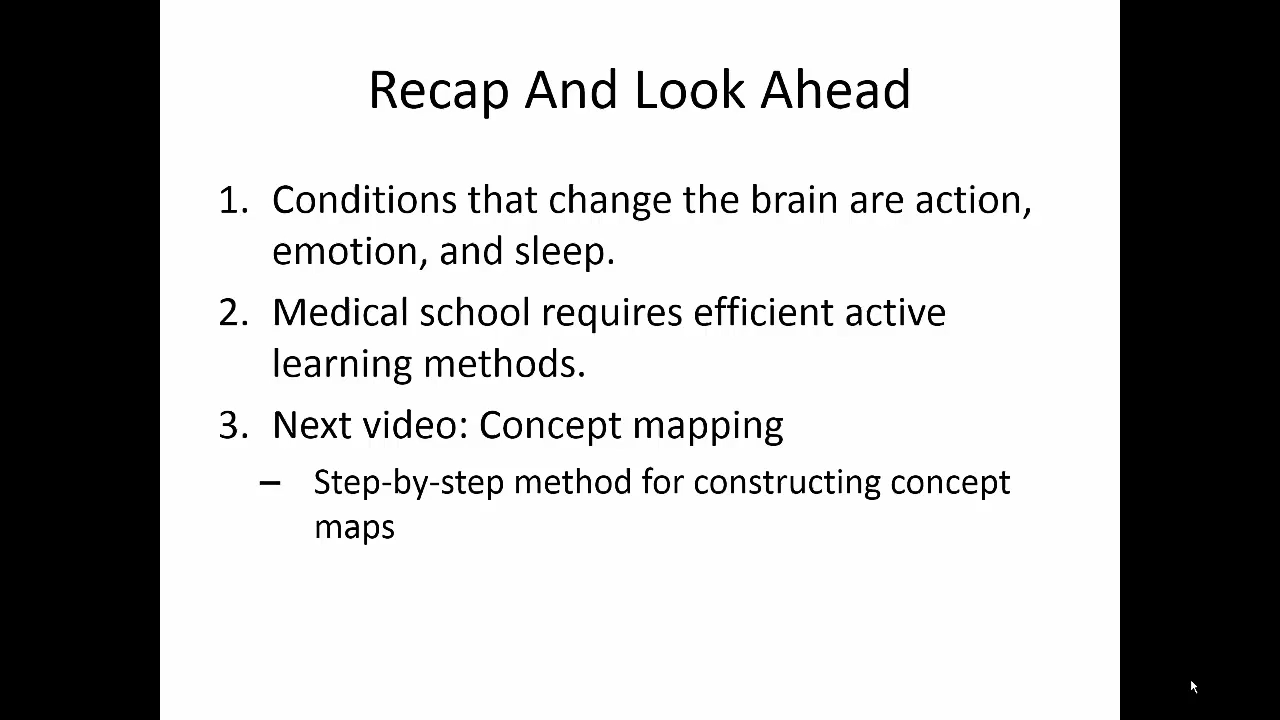 Recap And Look Ahead
1. Conditions that change the brain are action,
emotion, and sleep.
2. Medical school requires efficient active
learning methods.
3. Next video: Concept mapping
– Step-by-step method for constructing concept
maps